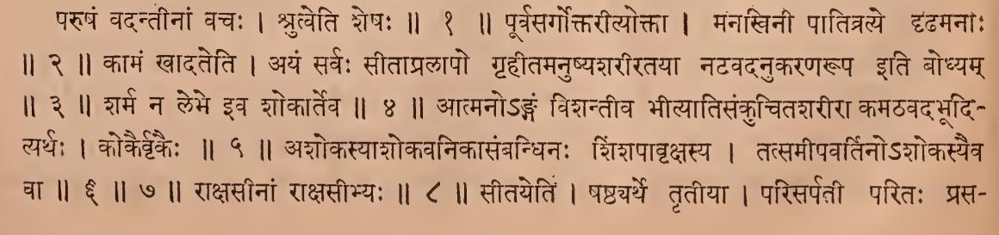 परुषं वदन्तीनां वचः । श्रुत्वेति शेषः ॥ १ ॥ पूर्वसर्गोक्तरीत्योक्ता । मनस्विनी पातिव्रत्ये दृढमनाः
॥ २ ॥ कामं खादतेति । अयं सर्वः सीताप्रलापो गृहीतमनुष्यशरीरतया नटवदनुकरणरूप इति बोध्यम्
॥ ३ ॥ शर्म न लेभे इव शोकार्तेव ॥ ४ ॥ आत्मनोऽङ्गं विशन्तीव भीत्यातिसंकुचितशरीरा कमठवदभूदि-
त्यर्थः । कोकैर्वृकैः ॥ ५ ॥ अशोकस्याशोकवनिकासंबन्धिनः शिंशपावृक्षस्य । तत्समीपवर्तिनोऽशोकस्यैव
वा ॥ ६ ॥ ७ ॥ राक्षसीनां राक्षसीभ्यः ॥ ८ ॥ सीतयेति । षष्ठ्यर्थे तृतीया । परिसर्पती परितः प्रस-